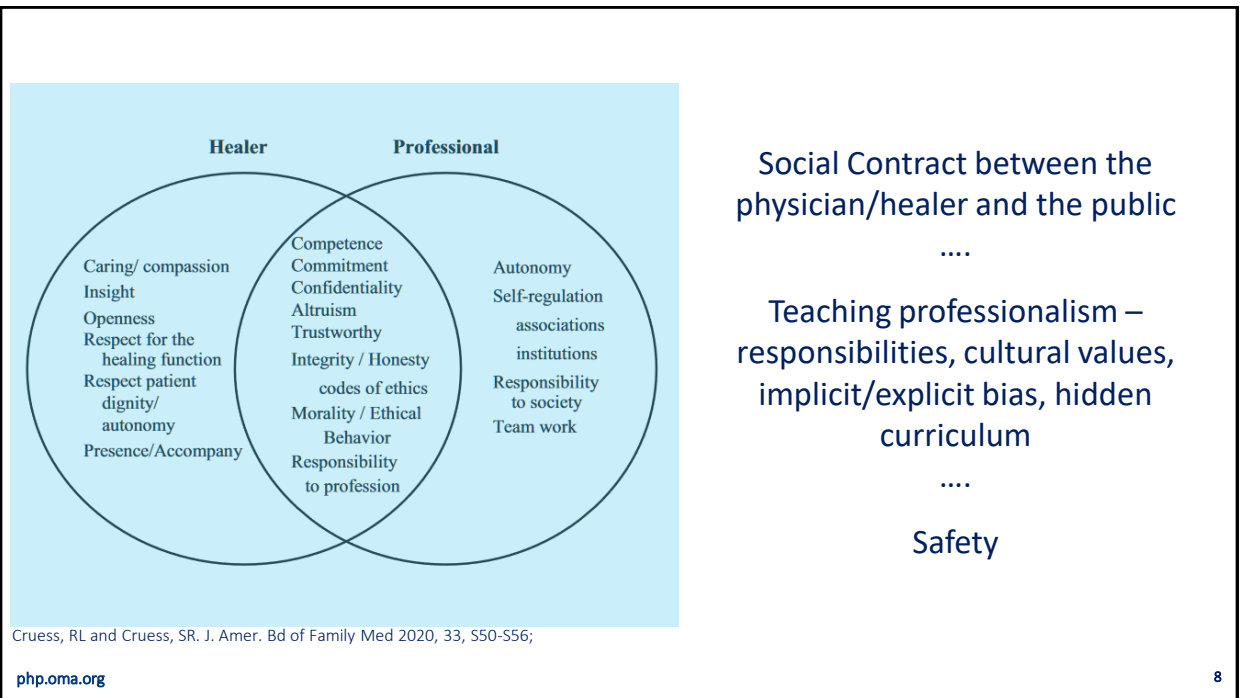 Healer
Professional
Caring/ compassion
Insight
Openness
Respect for the
healing function
Respect patient
dignity/
autonomy
Presence/Accompany
Competence
Commitment
Confidentiality
Altruism
Trustworthy
Integrity / Honesty
codes of ethics
Morality / Ethical
Behavior
Responsibility
to profession
Autonomy
Self-regulation
associations
institutions
Responsibility
to society
Team work
Cruess, RL and Cruess, SR. J. Amer. Bd of Family Med 2020, 33, S50-S56;
Social Contract between the
physician/healer and the public
....
Teaching professionalism –
responsibilities, cultural values,
implicit/explicit bias, hidden
curriculum
....
Safety
php.oma.org
8